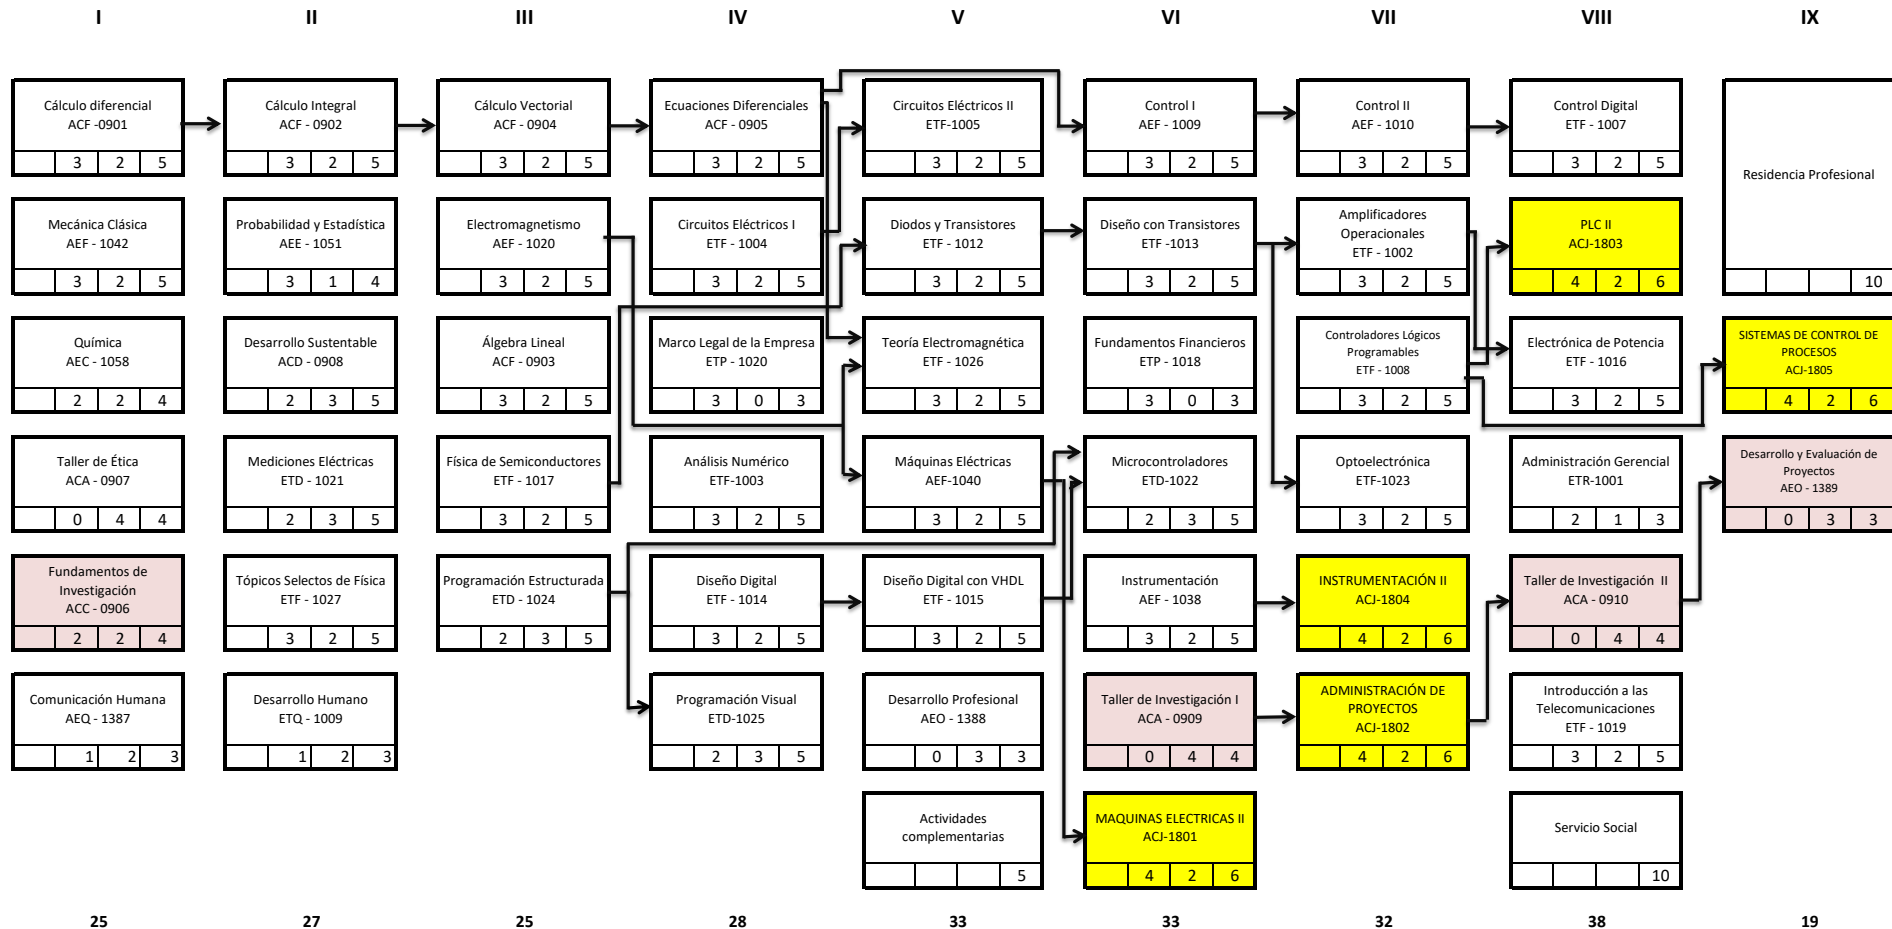 I II III IV V VI VII VIII IX
Cálculo diferencial
ACF -0901
3 2 5
Mecánica Clásica
AEF - 1042
3 2 5
Química
AEC - 1058
2 2 4
Taller de Ética
ACA - 0907
0 4 4
Fundamentos de
Investigación
ACC - 0906
2 2 4
Comunicación Humana
AEQ - 1387
1 2 3
25
Cálculo Integral
ACF - 0902
3 2 5
Probabilidad y Estadística
AEE - 1051
3 1 4
Desarrollo Sustentable
ACD - 0908
2 3 5
Mediciones Eléctricas
ETD - 1021
2 3 5
Tópicos Selectos de Física
ETF - 1027
3 2 5
Desarrollo Humano
ETQ - 1009
1 2 3
27
Cálculo Vectorial
ACF - 0904
3 2 5
Electromagnetismo
AEF - 1020
3 2 5
Álgebra Lineal
ACF - 0903
3 2 5
Física de Semiconductores
ETF - 1017
3 2 5
Programación Estructurada
ETD - 1024
2 3 5
25
Ecuaciones Diferenciales
ACF - 0905
3 2 5
Circuitos Eléctricos I
ETF - 1004
3 2 5
Marco Legal de la Empresa
ETP - 1020
3 0 3
Análisis Numérico
ETF-1003
3 2 5
Diseño Digital
ETF - 1014
3 2 5
Programación Visual
ETD-1025
2 3 5
28
Circuitos Eléctricos II
ETF-1005
3 2 5
Diodos y Transistores
ETF - 1012
3 2 5
Teoría Electromagnética
ETF - 1026
3 2 5
Máquinas Eléctricas
AEF-1040
3 2 5
Diseño Digital con VHDL
ETF - 1015
3 2 5
Desarrollo Profesional
AEO - 1388
0 3 3
Actividades
complementarias
5
33
Control I
AEF - 1009
3 2 5
Diseño con Transistores
ETF -1013
3 2 5
Fundamentos Financieros
ETP - 1018
3 0 3
Microcontroladores
ETD-1022
2 3 5
Instrumentación
AEF - 1038
3 2 5
Taller de Investigación I
ACA - 0909
0 4 4
MAQUINAS ELECTRICAS II
ACJ-1801
4 2 6
33
Control II
AEF - 1010
3 2 5
Amplificadores
Operacionales
ETF - 1002
3 2 5
Controladores Lógicos
Programables
ETF - 1008
3 2 5
Optoelectrónica
ETF-1023
3 2 5
INSTRUMENTACIÓN II
ACJ-1804
4 2 6
ADMINISTRACIÓN DE
PROYECTOS
ACJ-1802
4 2 6
32
Control Digital
ETF - 1007
3 2 5
PLC II
ACJ-1803
4 2 6
Electrónica de Potencia
ETF - 1016
3 2 5
Administración Gerencial
ETR-1001
2 1 3
Taller de Investigación II
ACA - 0910
0 4 4
Introducción a las
Telecomunicaciones
ETF - 1019
3 2 5
Servicio Social
10
38
Residencia Profesional
10
SISTEMAS DE CONTROL DE
PROCESOS
ACJ-1805
4 2 6
Desarrollo y Evaluación de
Proyectos
AEO - 1389
0 3 3
19